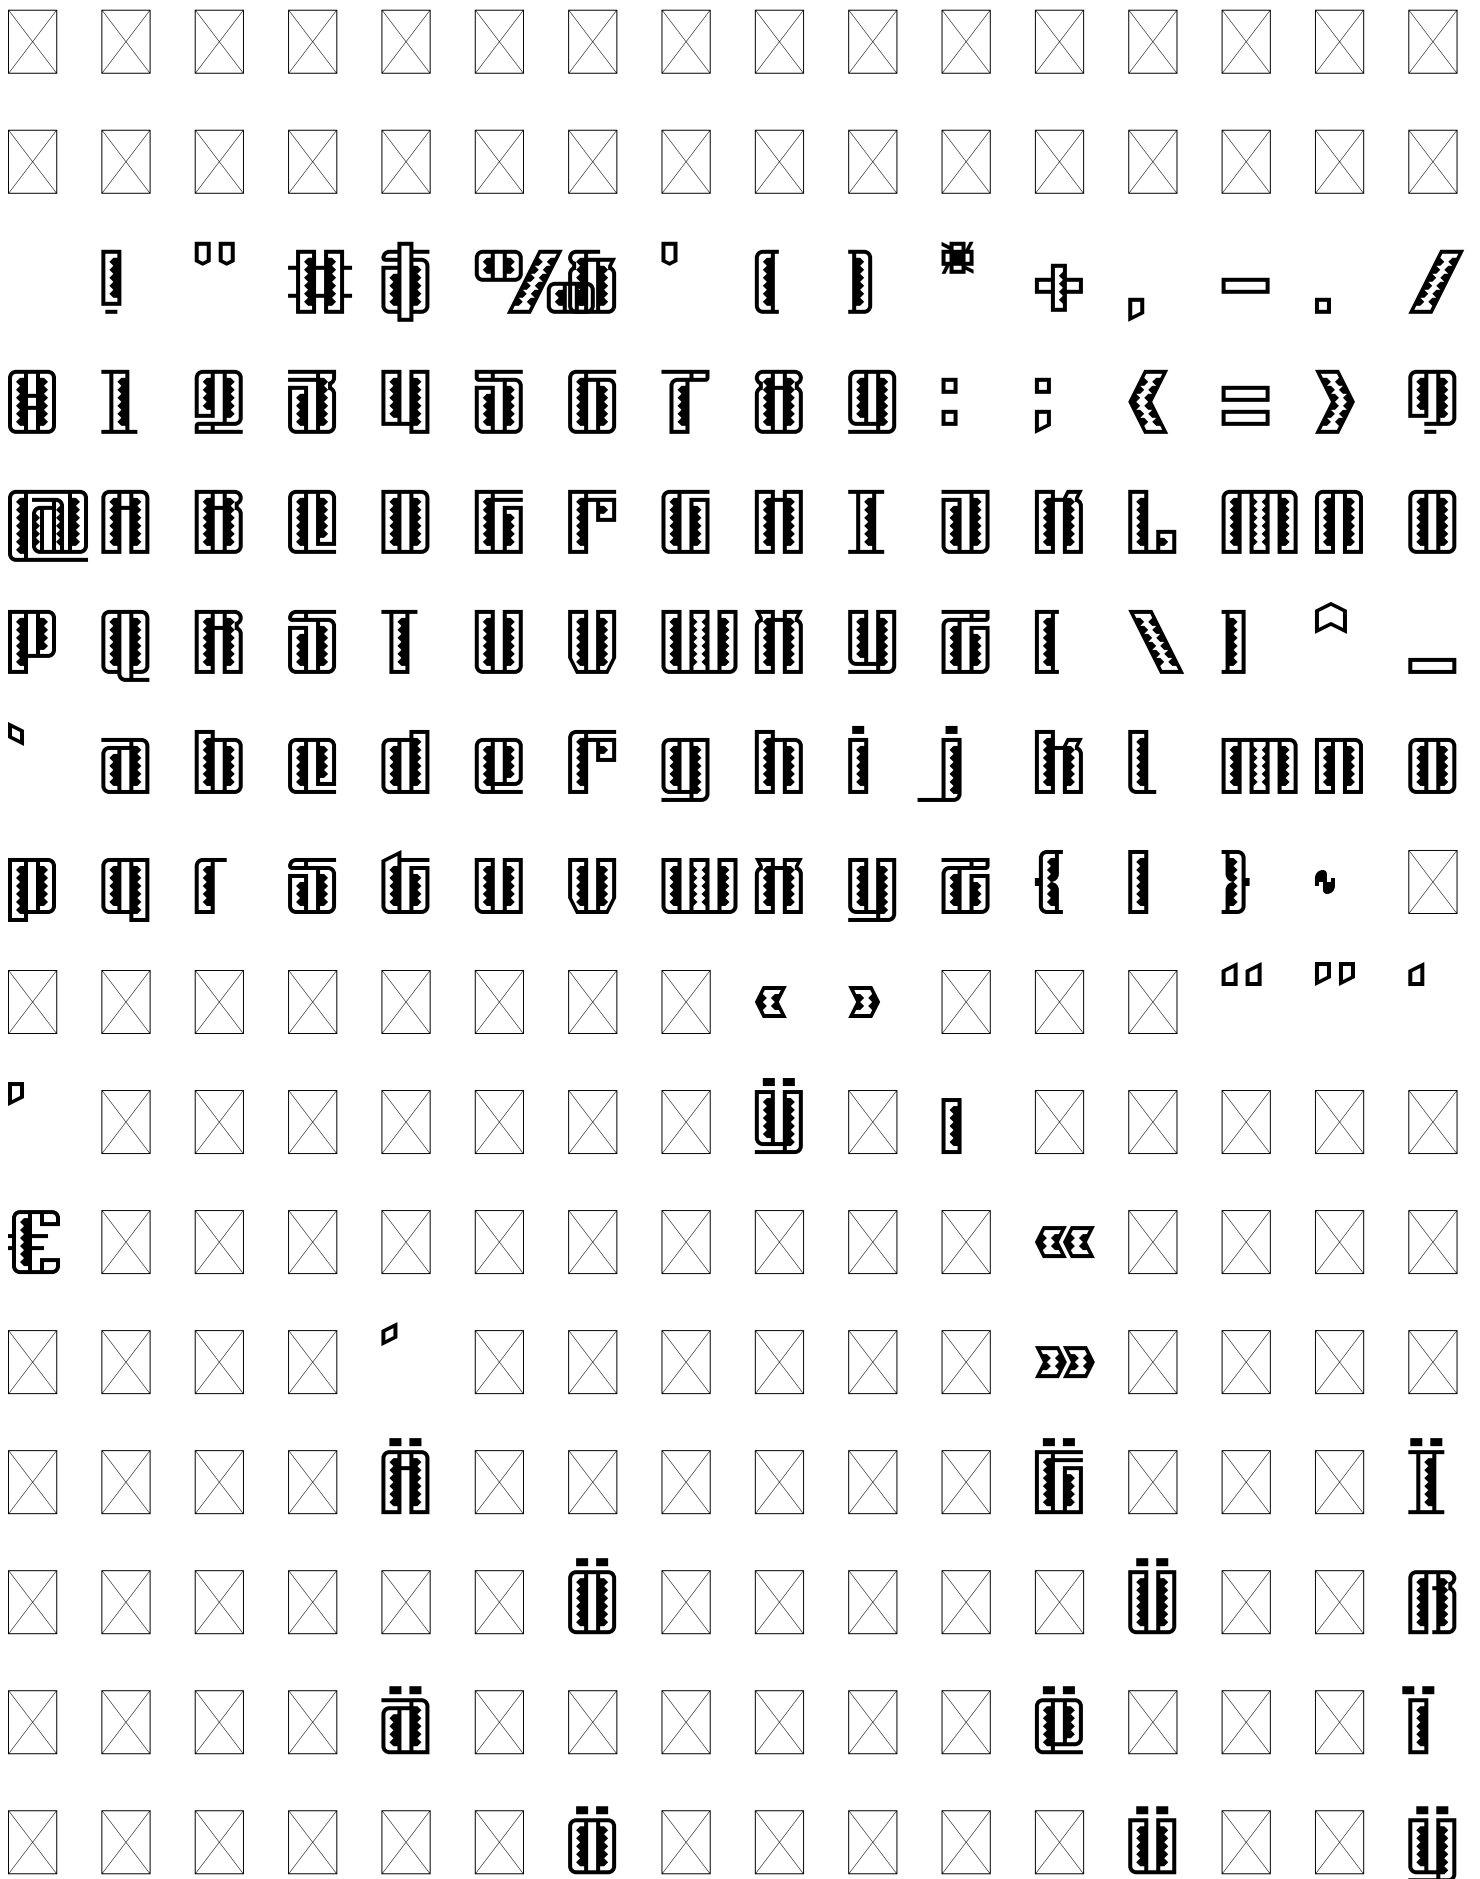 ! " # $ % & ' ( ) * + , - . /
0 1 2 3 4 5 6 7 8 9 : ; < = > ?
@ A B C D E F G H I J K L M N O
P Q R S T U V W X Y Z [ \ ] ^ _
` a b c d e f g h i j k l m n o
p q r s t u v w x y z { | } ~
‹ › “ ” ‘
’ Ÿ ı
€ «
´ »
Ä Ë Ï
Ö Ü ß
ä ë ï
ö ü ÿ